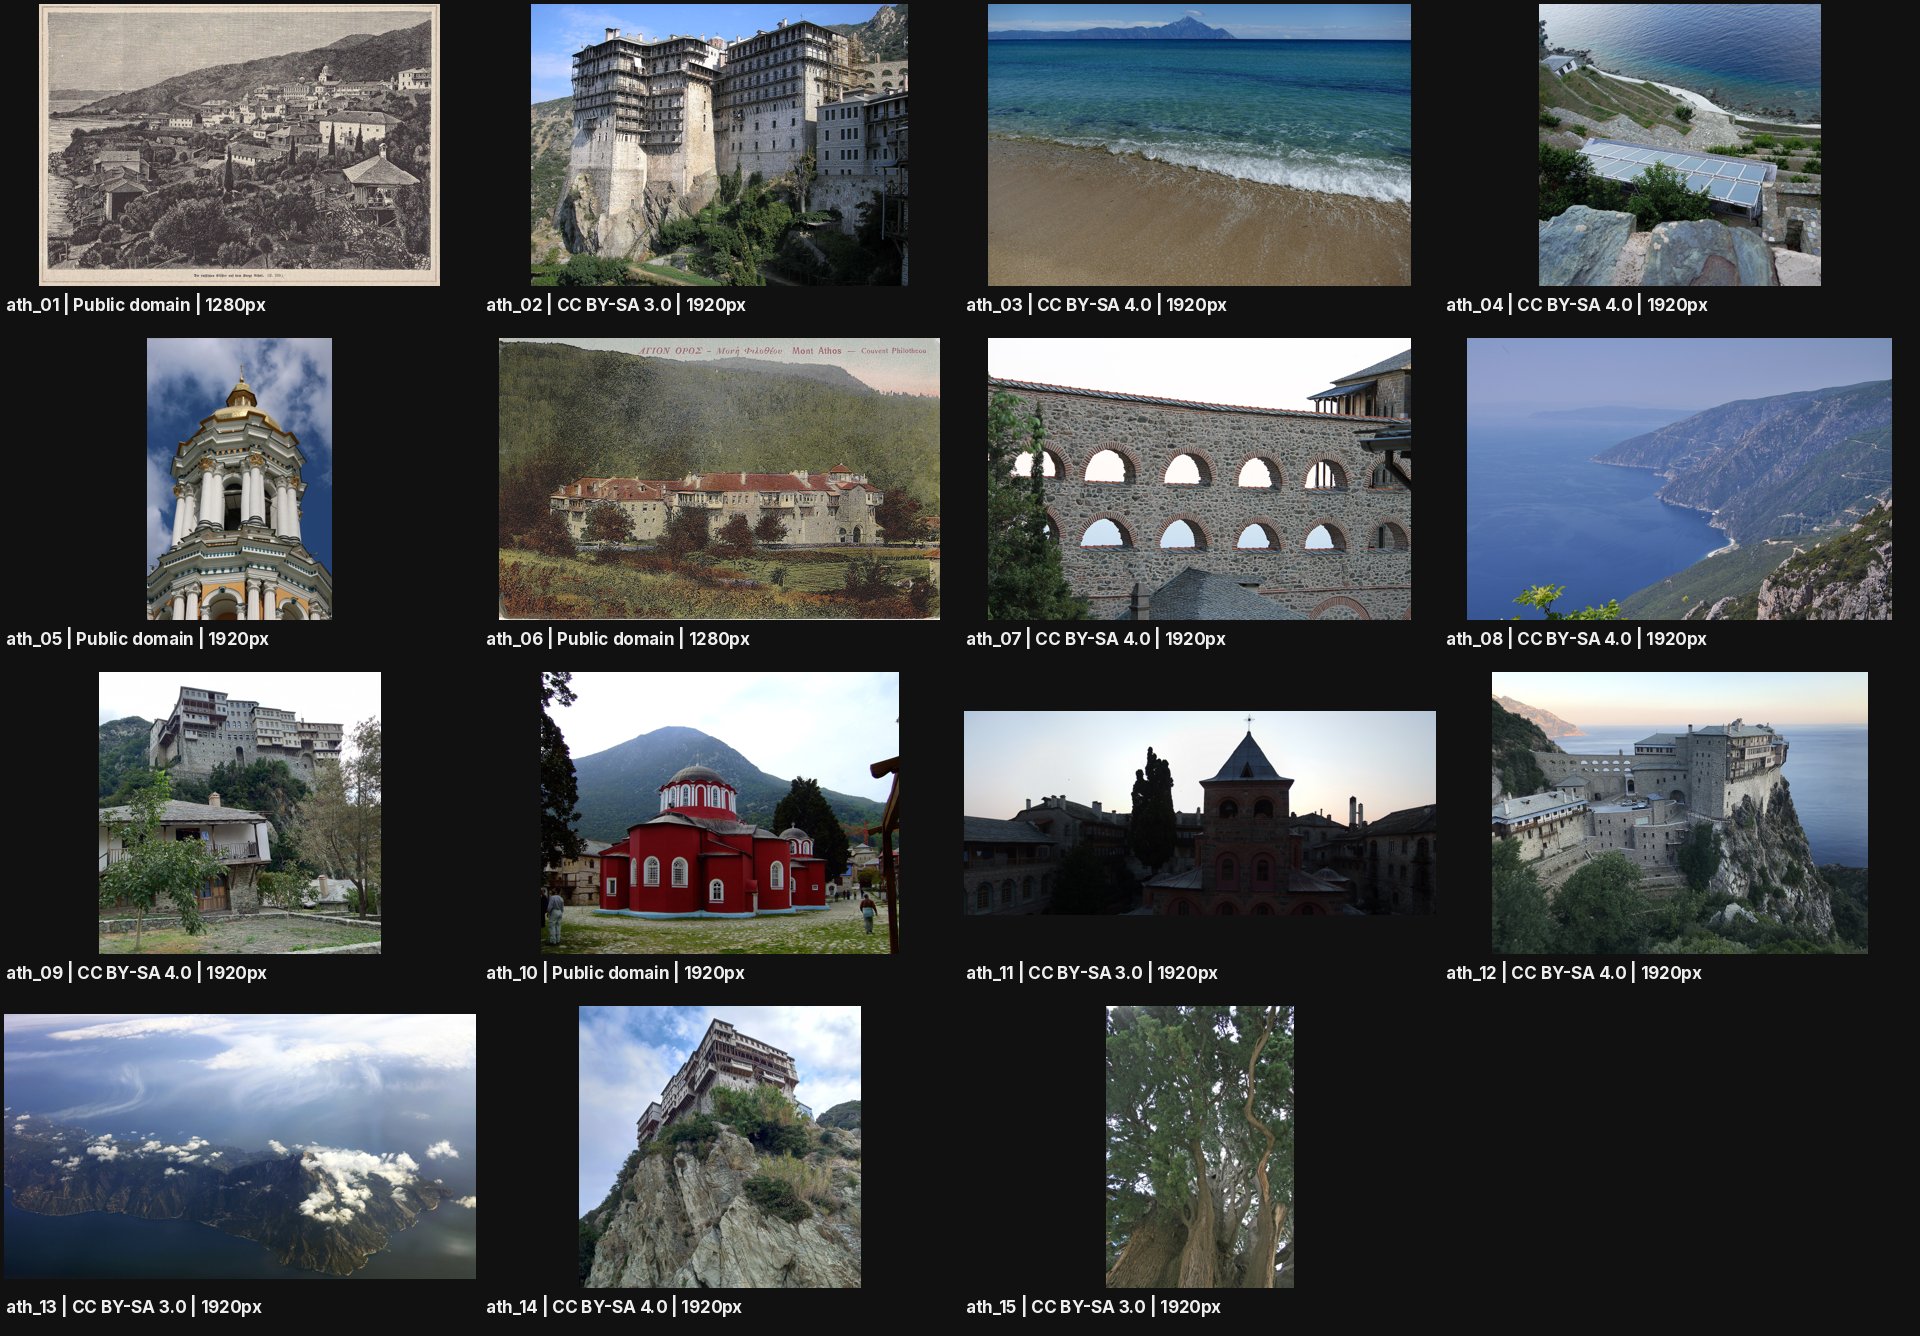 ath_01 | Public domain | 1280px
ath_02 | CC BY-SA 3.0 | 1920px
ath_03 | CC BY-SA 4.0 | 1920px
ath_04 | CC BY-SA 4.0 | 1920px
ΑΓΙΟΝ ΟΡΟΣ – Μονή Φιλοθέου Mont Athos — Couvent Philotheou
ath_05 | Public domain | 1920px
ath_06 | Public domain | 1280px
ath_07 | CC BY-SA 4.0 | 1920px
ath_08 | CC BY-SA 4.0 | 1920px
ath_09 | CC BY-SA 4.0 | 1920px
ath_10 | Public domain | 1920px
ath_11 | CC BY-SA 3.0 | 1920px
ath_12 | CC BY-SA 4.0 | 1920px
ath_13 | CC BY-SA 3.0 | 1920px
ath_14 | CC BY-SA 4.0 | 1920px
ath_15 | CC BY-SA 3.0 | 1920px